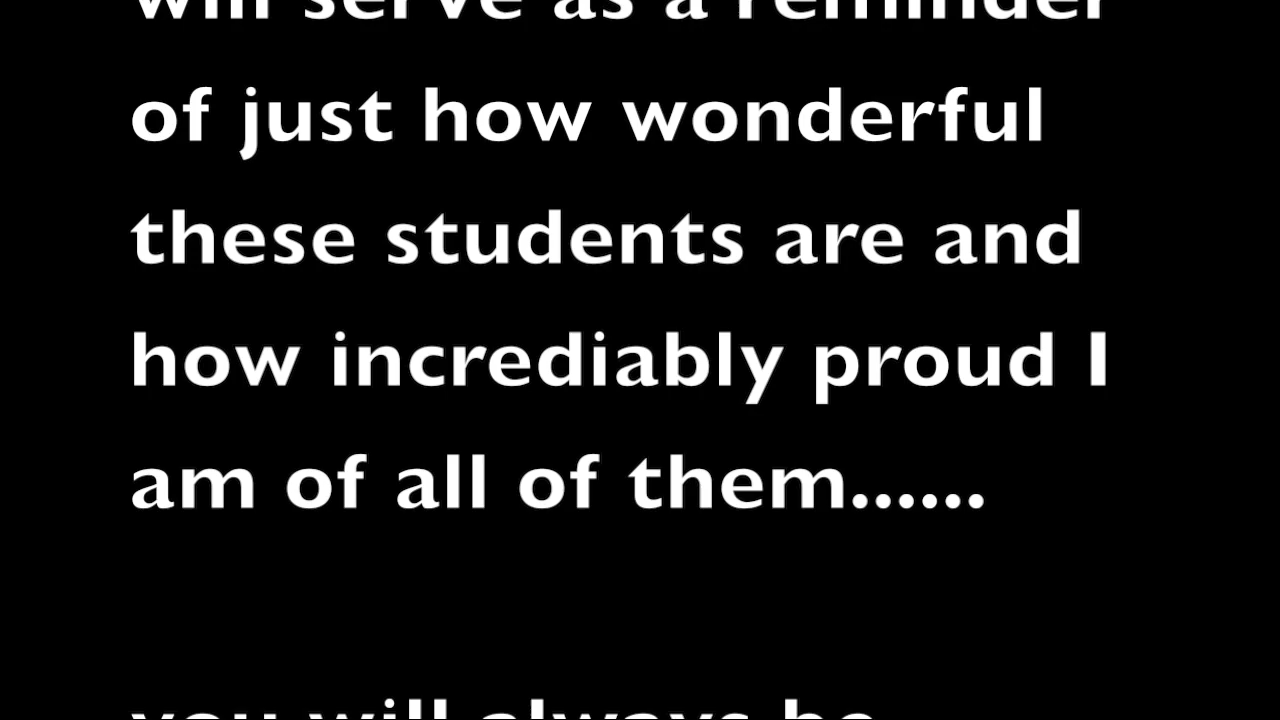 will serve as a reminder
of just how wonderful
these students are and
how incrediably proud I
am of all of them......
you will always be